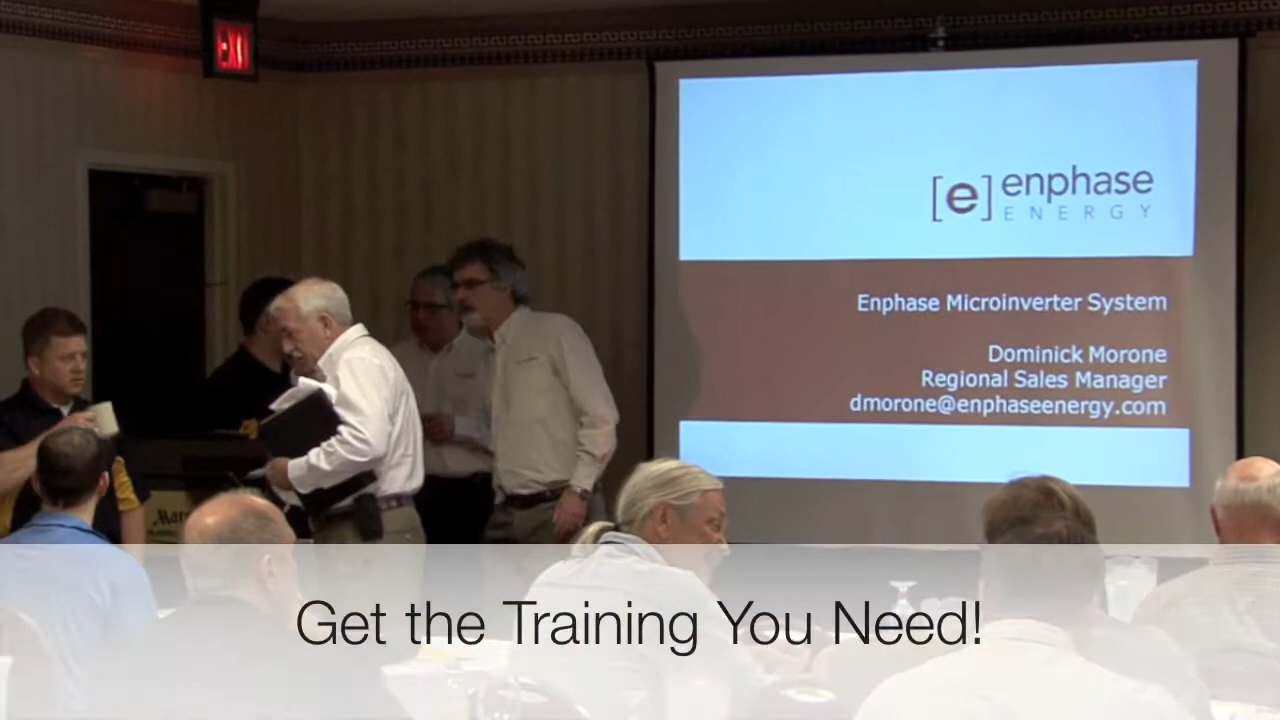 EXIT
[e] enphase
ENERGY
Enphase Microinverter System
Dominick Morone
Regional Sales Manager
dmorone@enphaseenergy.com
Get the Training You Need!